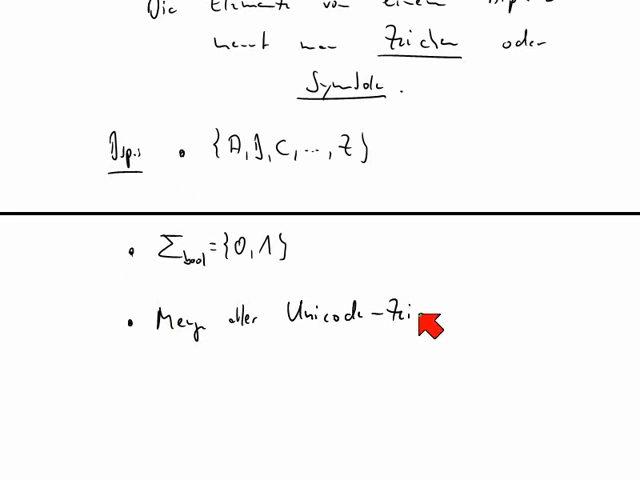 Die Elemente von einem
nennt man Zeichen oder
Symbole.
Bsp.: • {A, B, C, ..., Z}
• Σbool = {0, 1}
• Menge aller Unicode-Zei